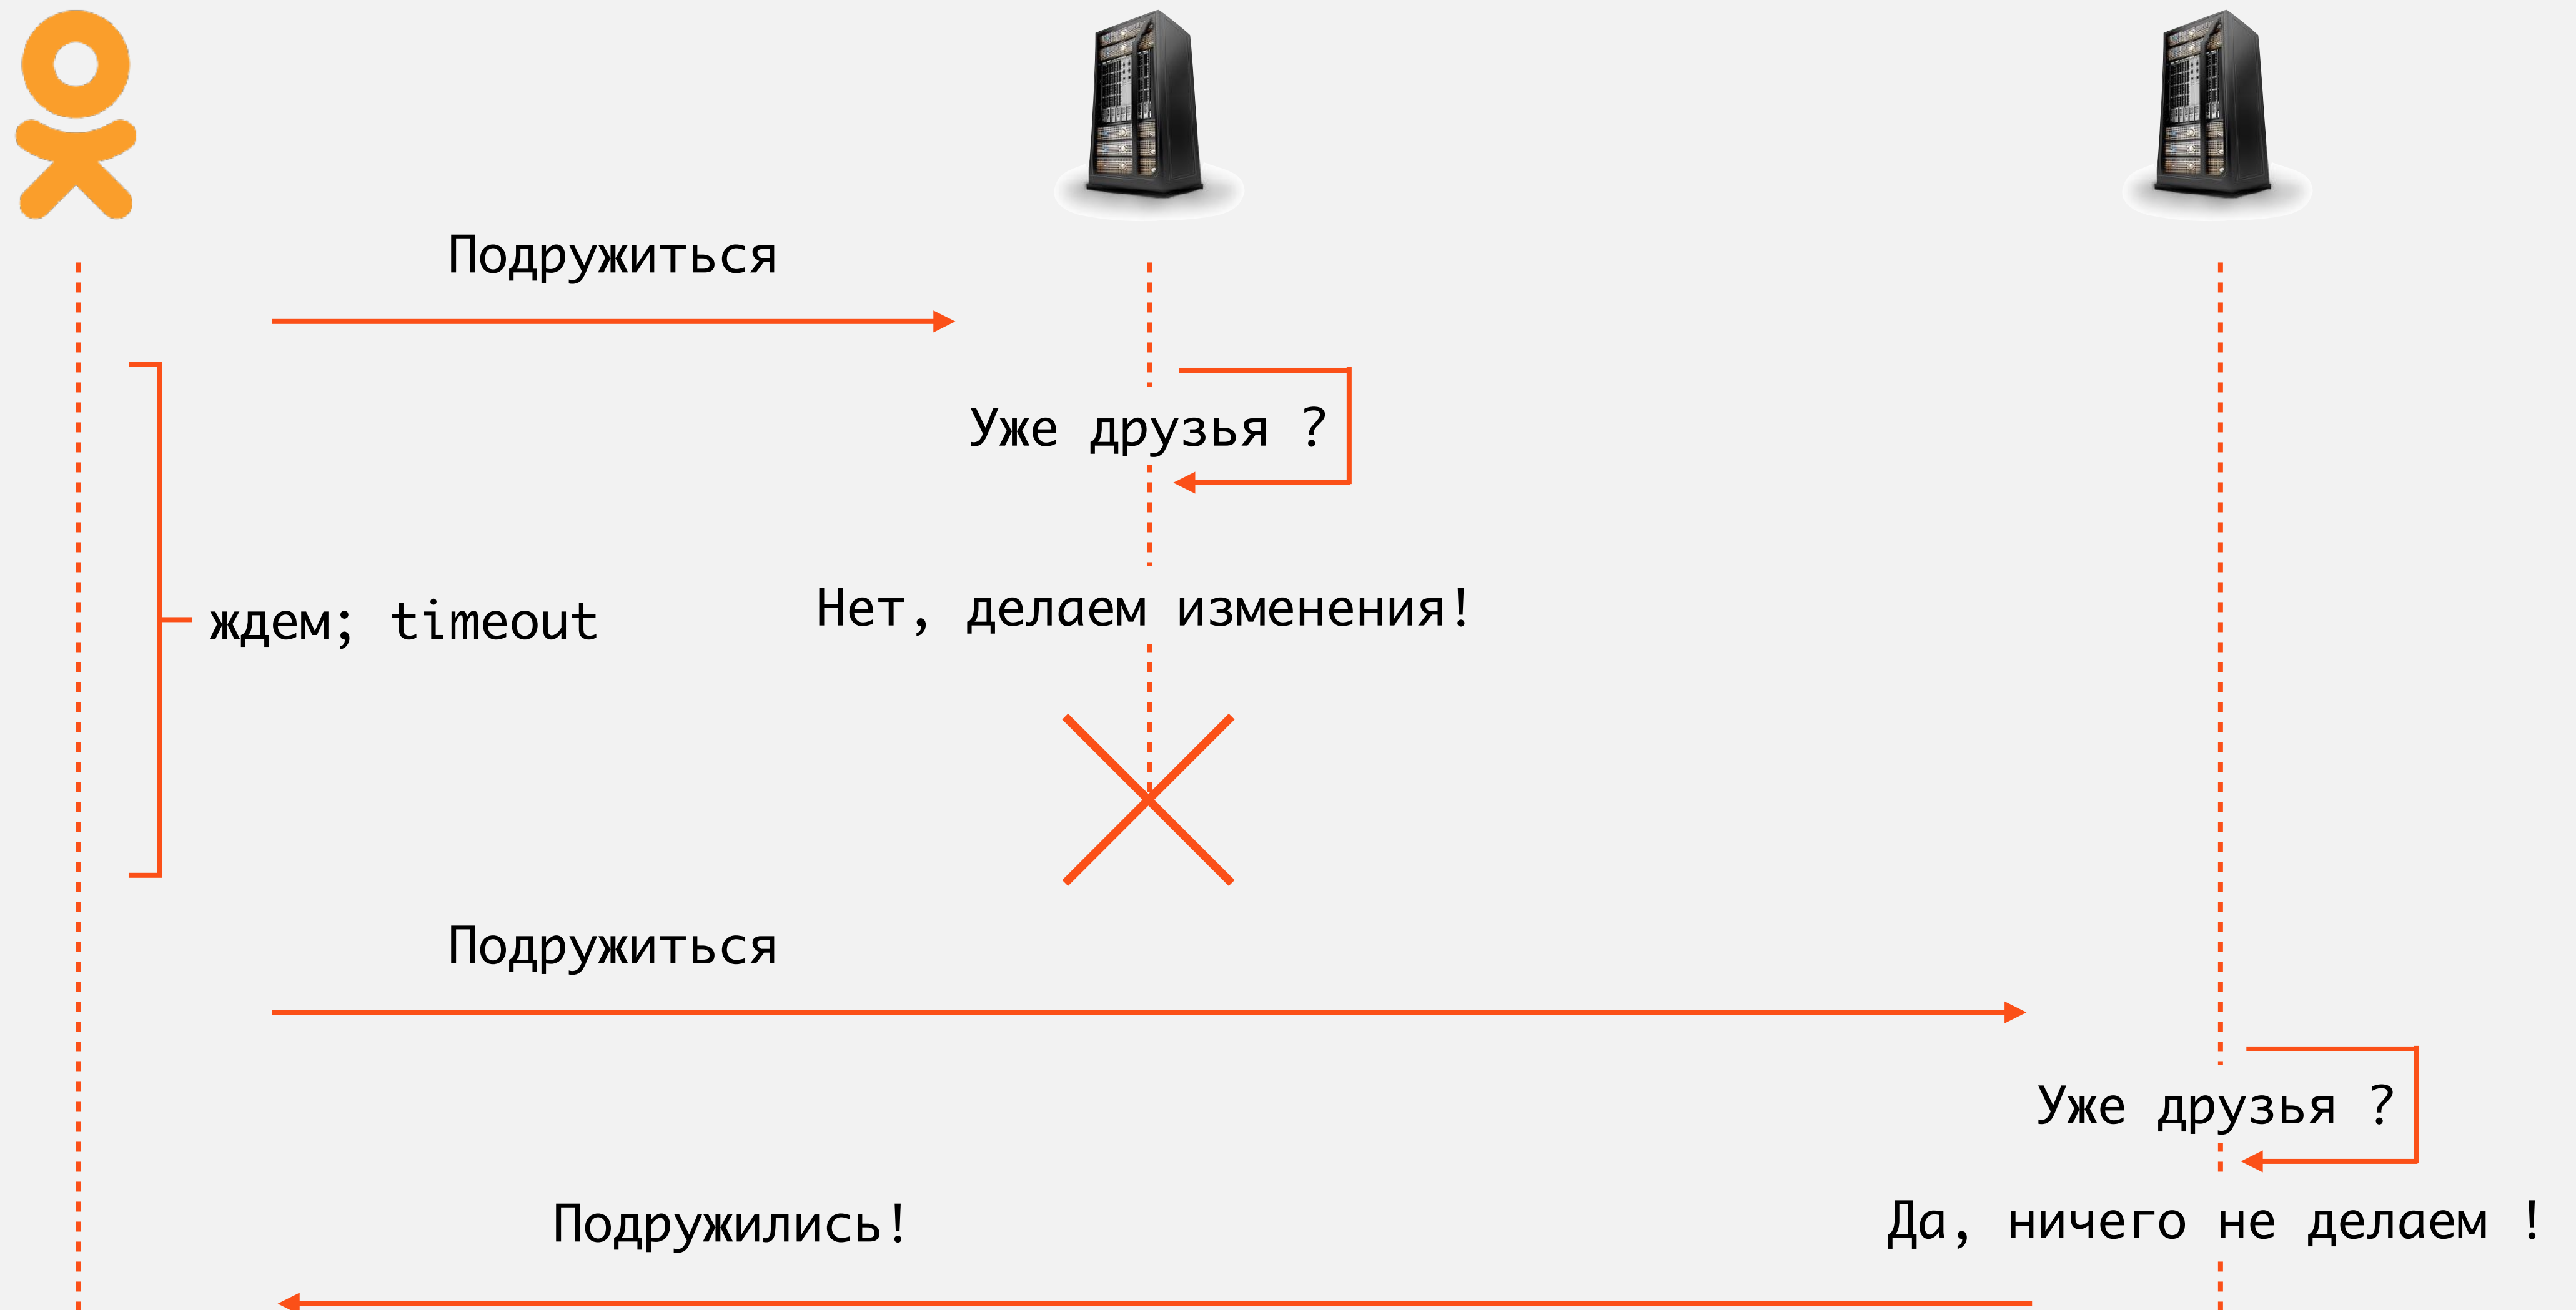 Подружиться
Уже друзья ?
Нет, делаем изменения!
ждем; timeout
Подружиться
Уже друзья ?
Да, ничего не делаем !
Подружились!